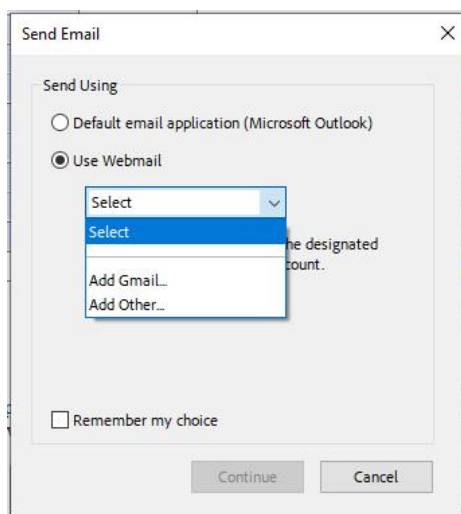 Send Email
Send Using
Default email application (Microsoft Outlook)
Use Webmail
Select
Select
he designated
count.
Add Gmail...
Add Other...
Remember my choice
Continue
Cancel